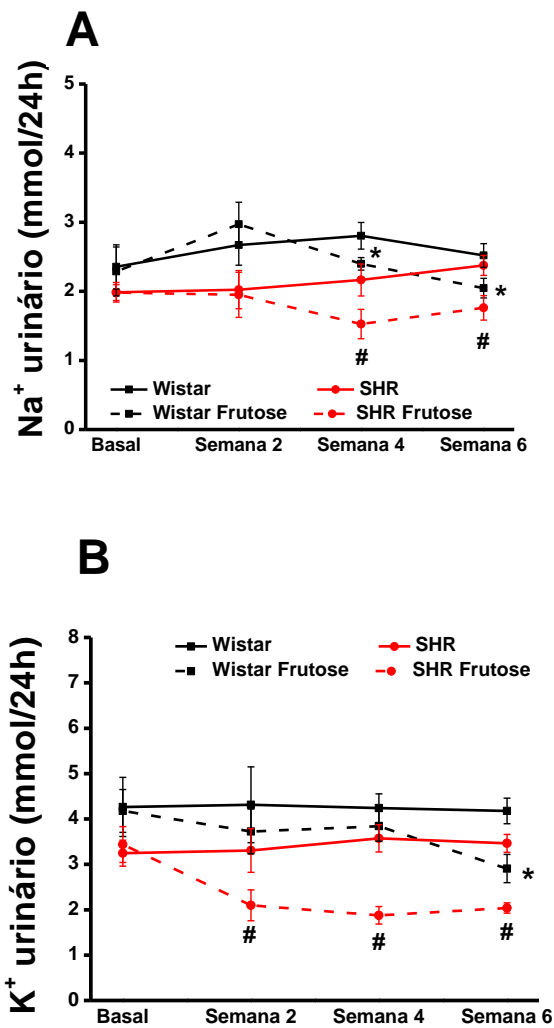 A
Na+ urinário (mmol/24h)
5
4
3
2
1
0
*
*
#
#
Wistar
SHR
Wistar Frutose
SHR Frutose
Basal
Semana 2
Semana 4
Semana 6
B
K+ urinário (mmol/24h)
8
7
6
5
4
3
2
1
0
Wistar
SHR
Wistar Frutose
SHR Frutose
*
#
#
#
Basal
Semana 2
Semana 4
Semana 6